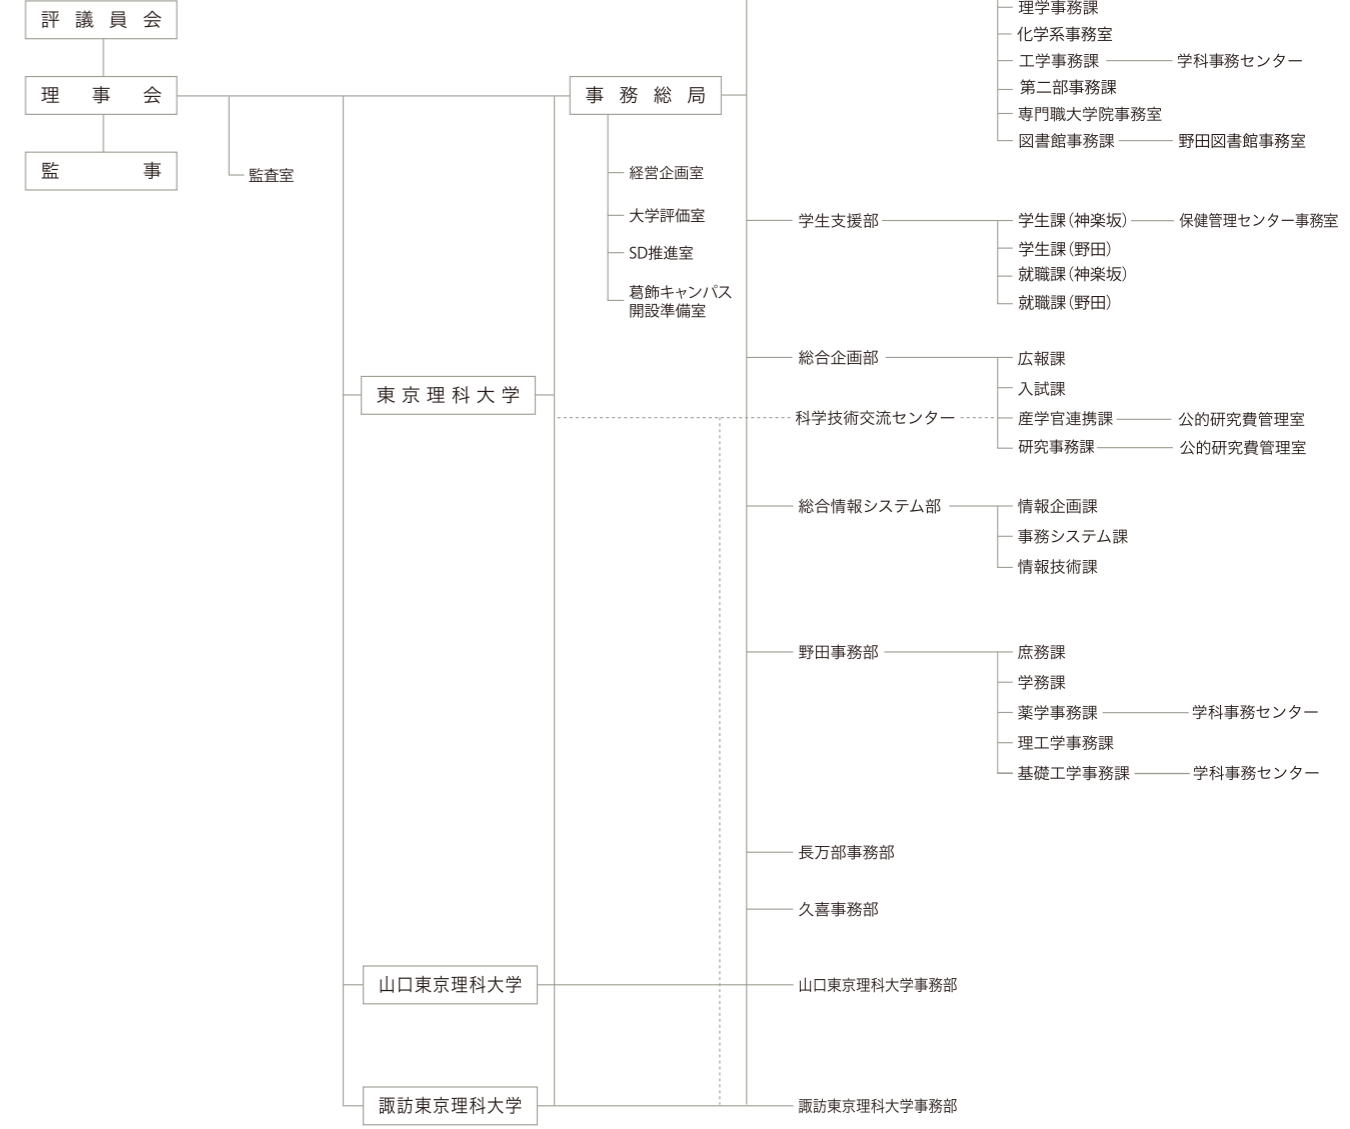 評議員会
理事会
監事
監査室
東京理科大学
山口東京理科大学
諏訪東京理科大学
事務総局
経営企画室
大学評価室
SD推進室
葛飾キャンパス
開設準備室
理学事務課
化学系事務室
工学事務課 学科事務センター
第二部事務課
専門職大学院事務室
図書館事務課 野田図書館事務室
学生支援部 学生課（神楽坂） 保健管理センター事務室
学生課（野田）
就職課（神楽坂）
就職課（野田）
総合企画部 広報課
入試課
科学技術交流センター 産学官連携課 公的研究費管理室
研究事務課 公的研究費管理室
総合情報システム部 情報企画課
事務システム課
情報技術課
野田事務部 庶務課
学務課
薬学事務課 学科事務センター
理工学事務課
基礎工学事務課 学科事務センター
長万部事務部
久喜事務部
山口東京理科大学事務部
諏訪東京理科大学事務部